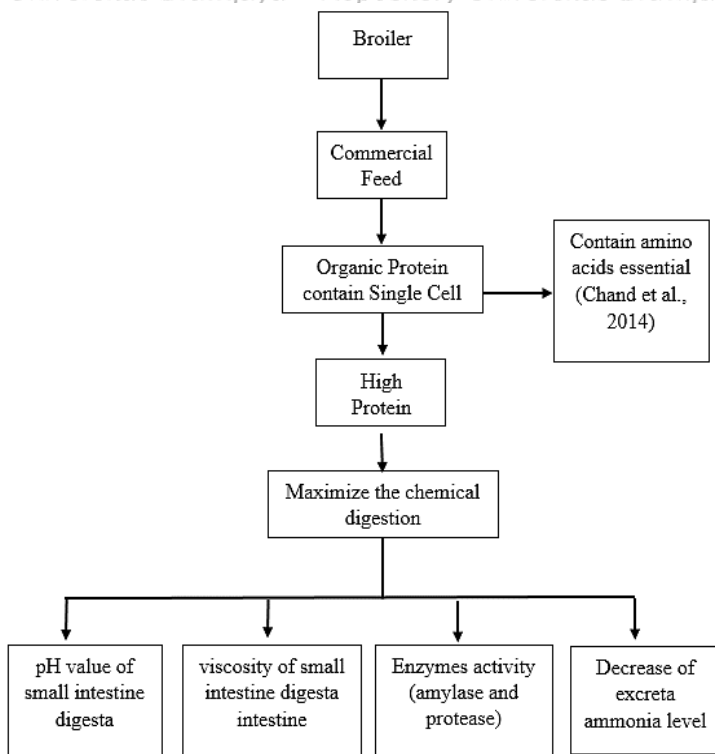 Broiler
Commercial
Feed
Organic Protein
contain Single Cell
Contain amino
acids essential
(Chand et al.,
2014)
High
Protein
Maximize the chemical
digestion
pH value of
small intestine
digesta
viscosity of small
intestine digesta
intestine
Enzymes activity
(amylase and
protease)
Decrease of
excreta
ammonia level